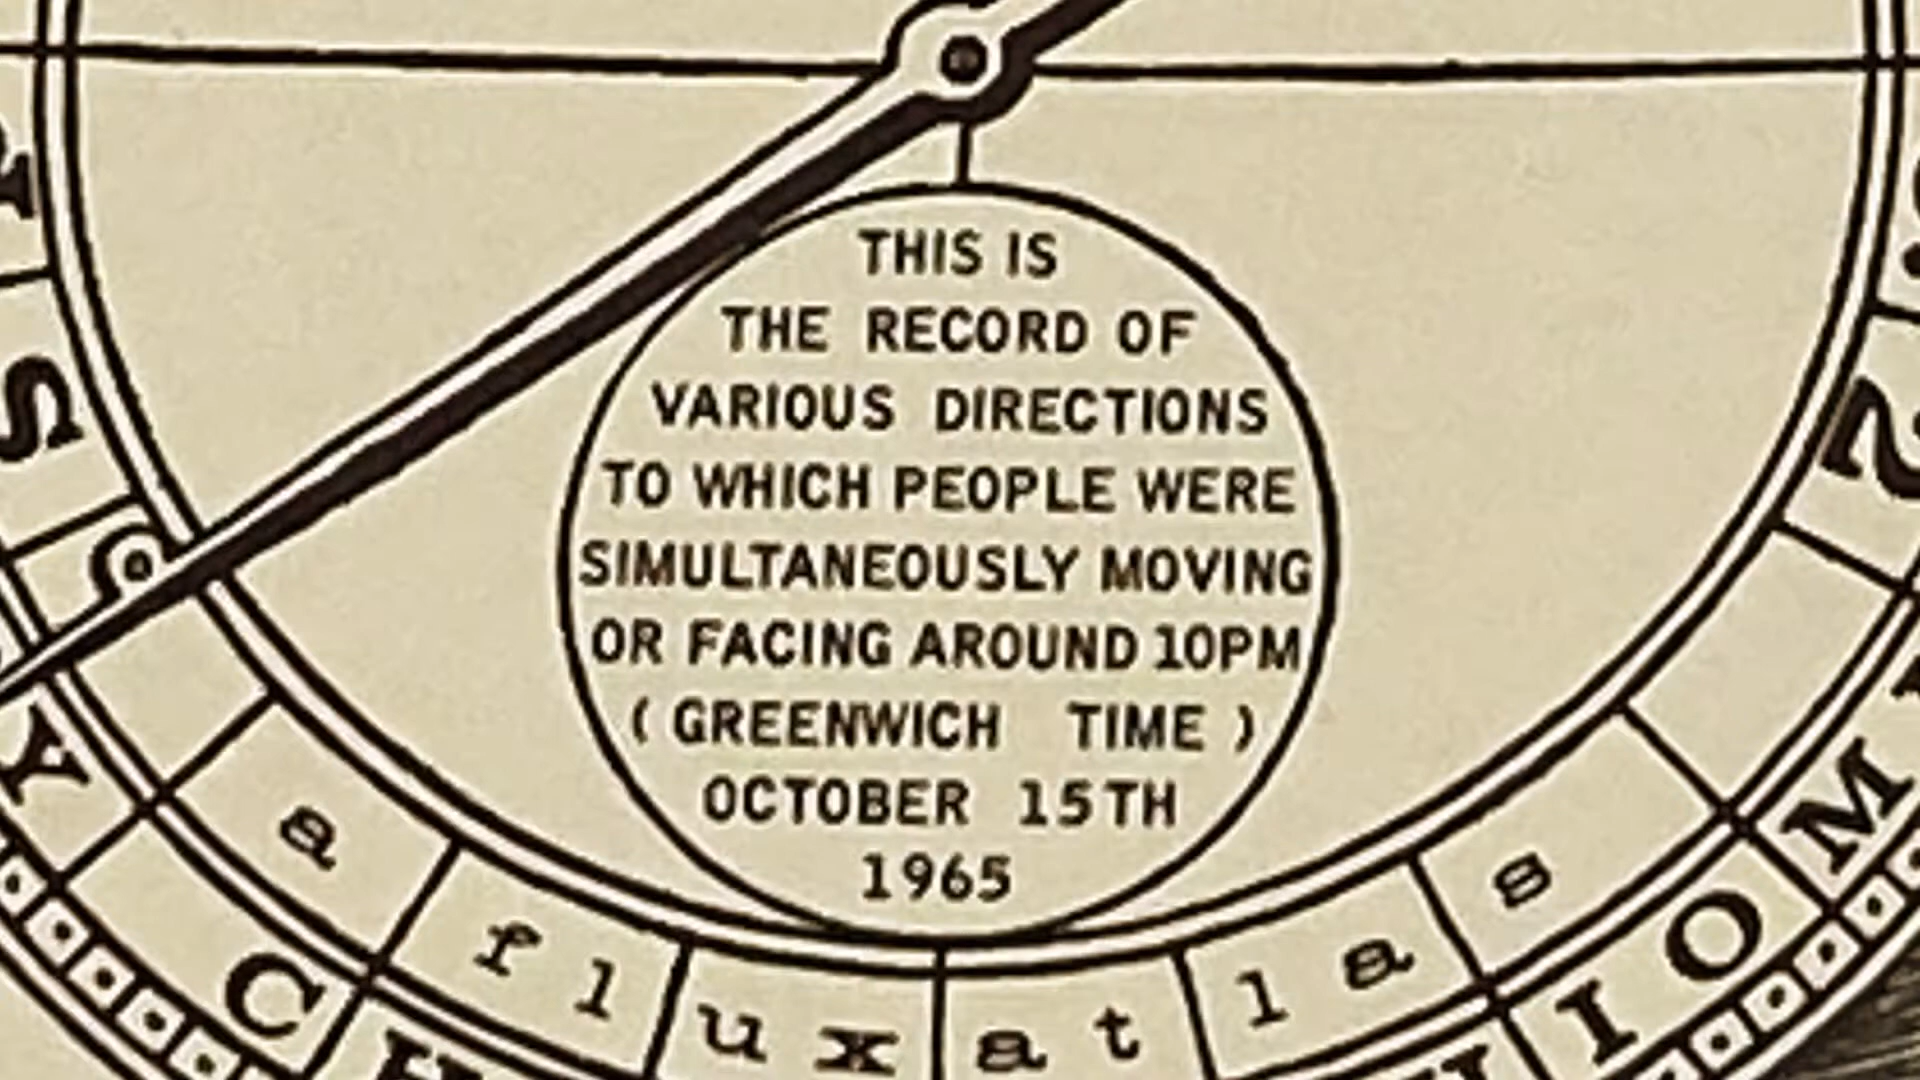 THIS IS
THE RECORD OF
VARIOUS DIRECTIONS
TO WHICH PEOPLE WERE
SIMULTANEOUSLY MOVING
OR FACING AROUND 10PM
( GREENWICH TIME )
OCTOBER 15TH
1965
a fluxatlas